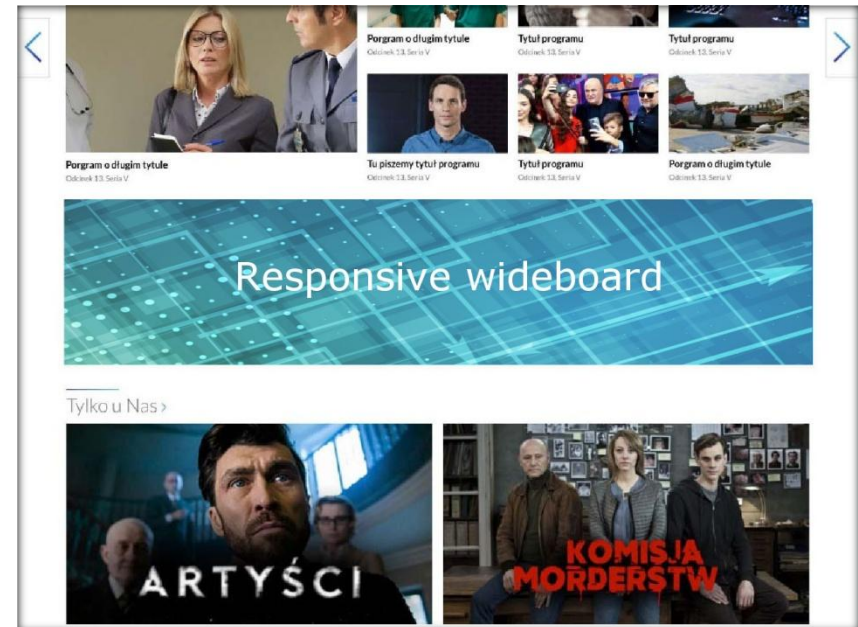 Program o długim tytule
Odcinek 13, Seria V
Tytuł programu
Odcinek 13, Seria V
Tytuł programu
Odcinek 13, Seria V
Porgram o długim tytule
Odcinek 13, Seria V
Tu piszemy tytuł programu
Odcinek 13, Seria V
Tytuł programu
Odcinek 13, Seria V
Porgram o długim tytule
Odcinek 13, Seria V
Responsive wideboard
Tylko u Nas >
ARTYŚCI
KOMISJA
MORDERSTW